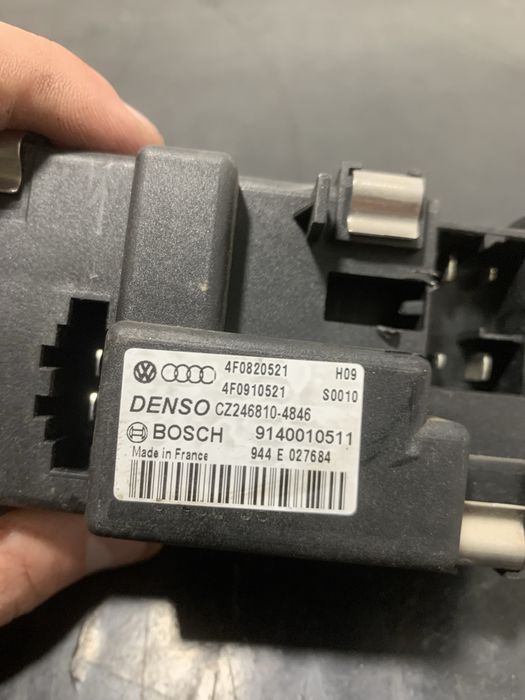 4F0820521 H09
4F0910521 S0010
DENSO CZ246810-4846
BOSCH 9140010511
Made in France 944 E 027684